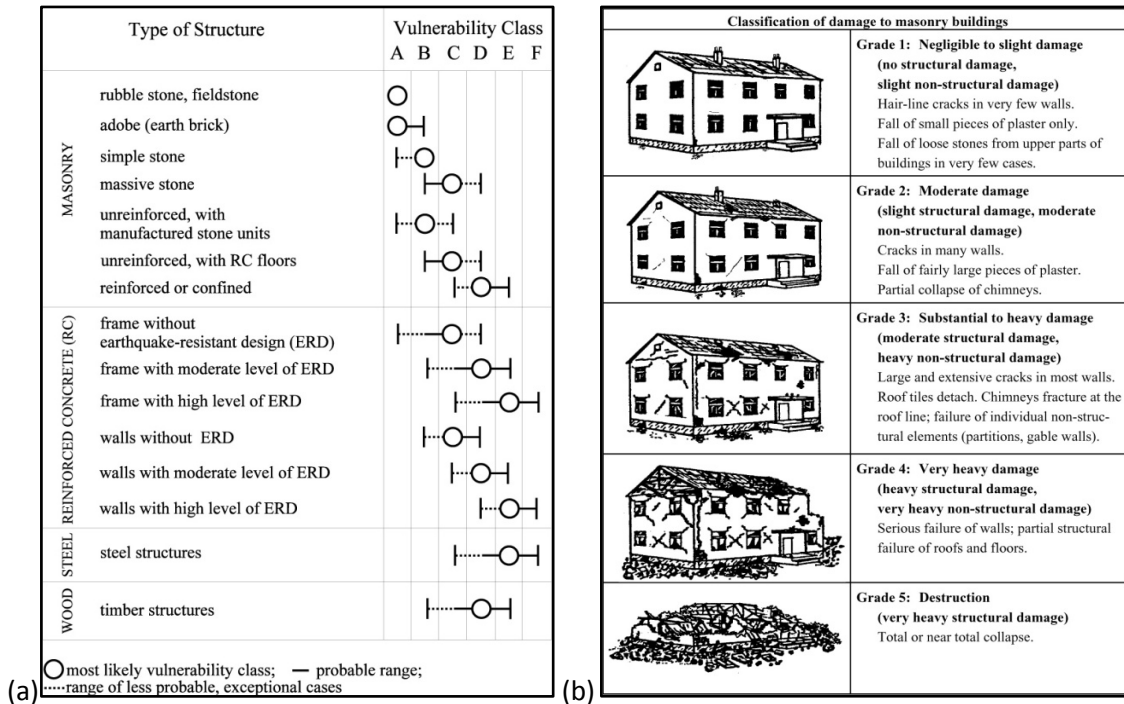 Type of Structure
Vulnerability Class
A B C D E F
MASONRY
rubble stone, fieldstone
adobe (earth brick)
simple stone
massive stone
unreinforced, with
manufactured stone units
unreinforced, with RC floors
reinforced or confined
REINFORCED CONCRETE (RC)
frame without
earthquake-resistant design (ERD)
frame with moderate level of ERD
frame with high level of ERD
walls without ERD
walls with moderate level of ERD
walls with high level of ERD
STEEL
steel structures
WOOD
timber structures
most likely vulnerability class; probable range;
range of less probable, exceptional cases
(a)
Classification of damage to masonry buildings
Grade 1: Negligible to slight damage
(no structural damage,
slight non-structural damage)
Hair-line cracks in very few walls.
Fall of small pieces of plaster only.
Fall of loose stones from upper parts of
buildings in very few cases.
Grade 2: Moderate damage
(slight structural damage, moderate
non-structural damage)
Cracks in many walls.
Fall of fairly large pieces of plaster.
Partial collapse of chimneys.
Grade 3: Substantial to heavy damage
(moderate structural damage,
heavy non-structural damage)
Large and extensive cracks in most walls.
Roof tiles detach. Chimneys fracture at the
roof line; failure of individual non-struc-
tural elements (partitions, gable walls).
Grade 4: Very heavy damage
(heavy structural damage,
very heavy non-structural damage)
Serious failure of walls; partial structural
failure of roofs and floors.
Grade 5: Destruction
(very heavy structural damage)
Total or near total collapse.
(b)